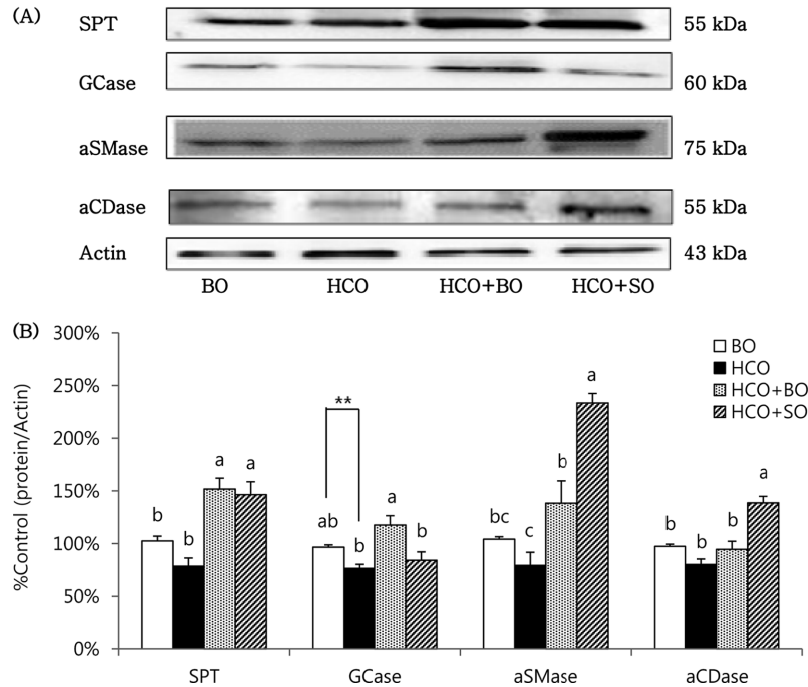 (A)
SPT 55 kDa
GCase 60 kDa
aSMase 75 kDa
aCDase 55 kDa
Actin 43 kDa
BO HCO HCO+BO HCO+SO
(B)
%Control (protein/Actin)
300%
250%
200%
150%
100%
50%
0%
BO
HCO
HCO+BO
HCO+SO
b b a a
** ab b a b
bc c b a
b b b a
SPT GCase aSMase aCDase